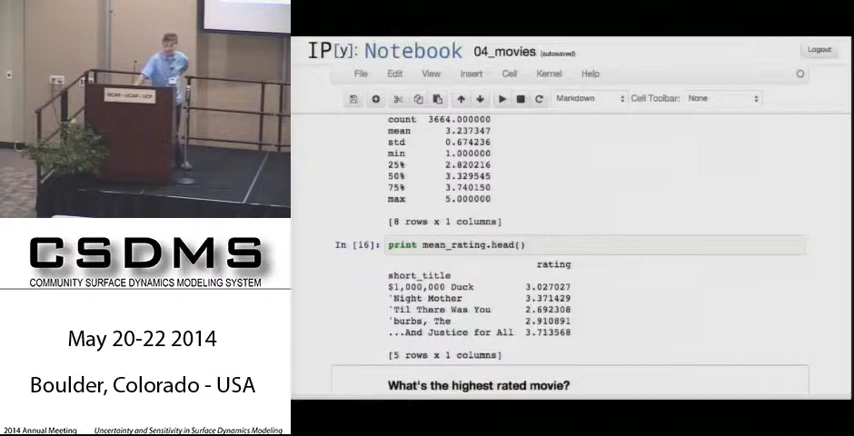 NCAR - UCAR - UCP
CSDMS
COMMUNITY SURFACE DYNAMICS MODELING SYSTEM
May 20-22 2014
Boulder, Colorado - USA
2014 Annual Meeting Uncertainty and Sensitivity in Surface Dynamics Modeling
IP[y]: Notebook 04_movies (autosaved) Logout
File Edit View Insert Cell Kernel Help
Markdown Cell Toolbar: None
count 3664.000000
mean 3.237347
std 0.674236
min 1.000000
25% 2.820216
50% 3.329545
75% 3.740150
max 5.000000
[8 rows x 1 columns]
In [16]: print mean_rating.head()
rating
short_title
$1,000,000 Duck 3.027027
'Night Mother 3.371429
'Til There Was You 2.692308
'burbs, The 2.910891
...And Justice for All 3.713568
[5 rows x 1 columns]
What's the highest rated movie?